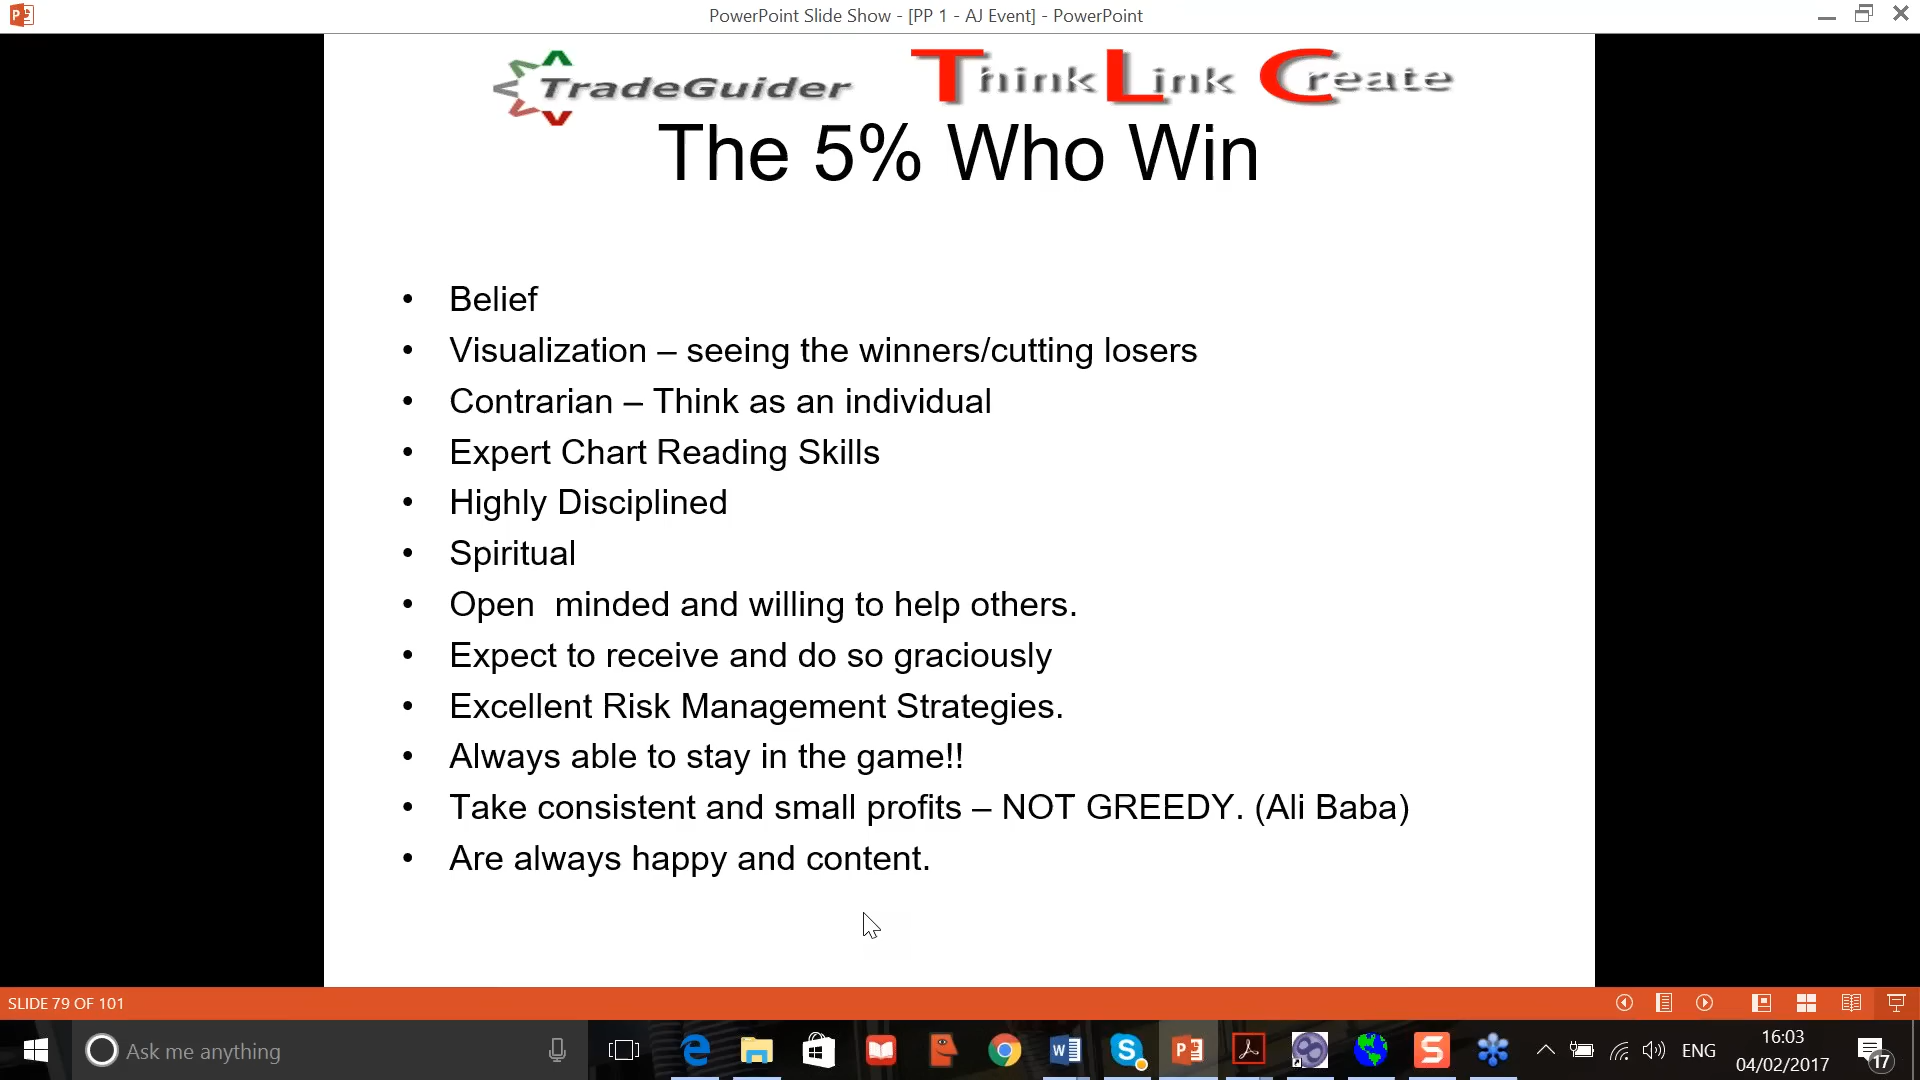 PowerPoint Slide Show - [PP 1 - AJ Event] - PowerPoint
TradeGuider Think Link Create
The 5% Who Win
• Belief
• Visualization – seeing the winners/cutting losers
• Contrarian – Think as an individual
• Expert Chart Reading Skills
• Highly Disciplined
• Spiritual
• Open  minded and willing to help others.
• Expect to receive and do so graciously
• Excellent Risk Management Strategies.
• Always able to stay in the game!!
• Take consistent and small profits – NOT GREEDY. (Ali Baba)
• Are always happy and content.
SLIDE 79 OF 101
Ask me anything
ENG
16:03
04/02/2017
17